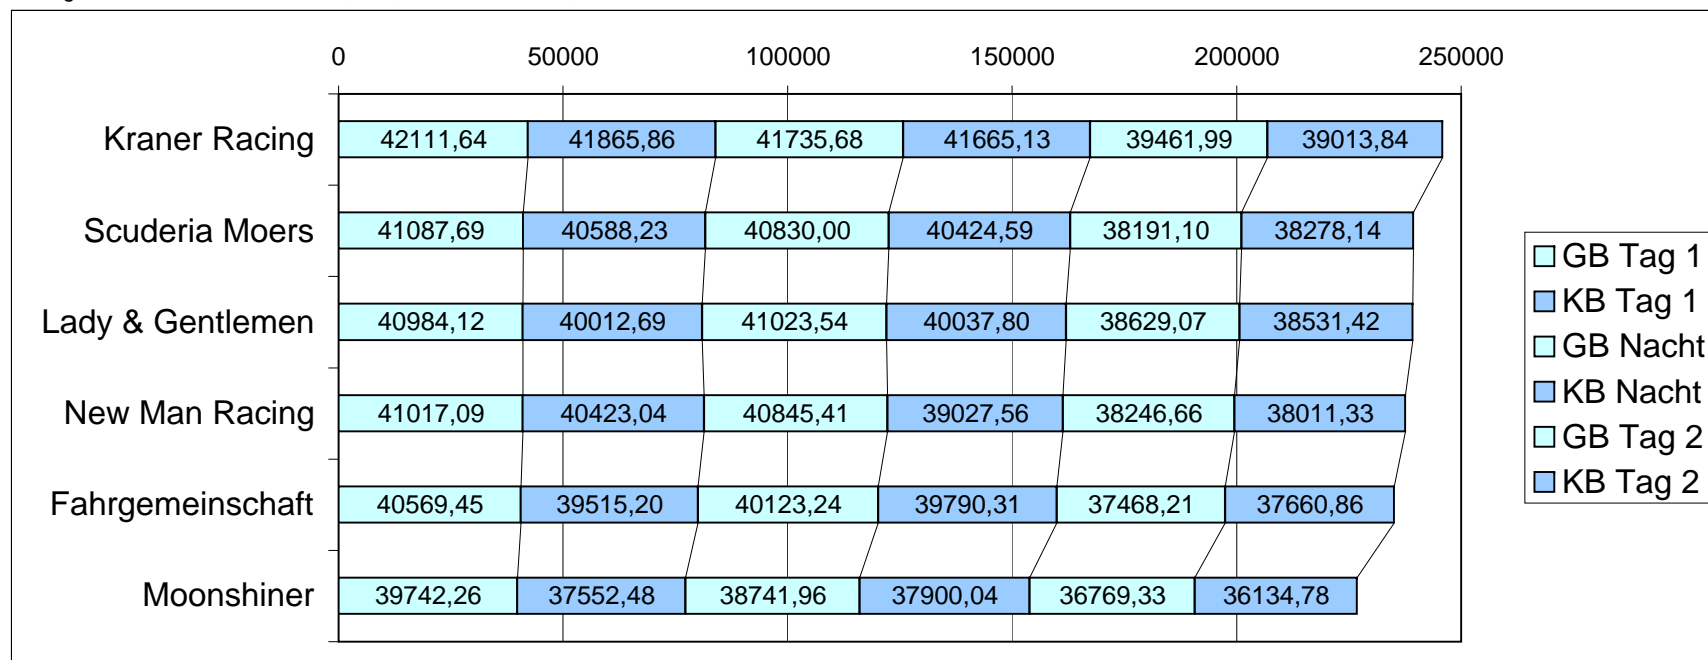 0 50000 100000 150000 200000 250000
Kraner Racing 42111,64 41865,86 41735,68 41665,13 39461,99 39013,84
Scuderia Moers 41087,69 40588,23 40830,00 40424,59 38191,10 38278,14
Lady & Gentlemen 40984,12 40012,69 41023,54 40037,80 38629,07 38531,42
New Man Racing 41017,09 40423,04 40845,41 39027,56 38246,66 38011,33
Fahrgemeinschaft 40569,45 39515,20 40123,24 39790,31 37468,21 37660,86
Moonshiner 39742,26 37552,48 38741,96 37900,04 36769,33 36134,78
GB Tag 1
KB Tag 1
GB Nacht
KB Nacht
GB Tag 2
KB Tag 2